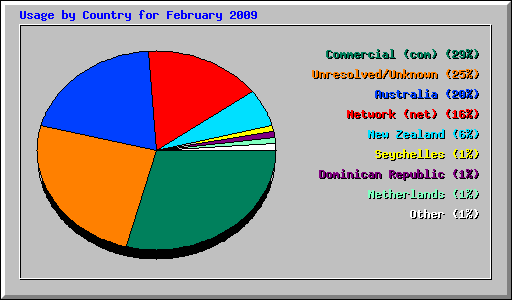 Usage by Country for February 2009
Commercial (com) (29%)
Unresolved/Unknown (25%)
Australia (20%)
Network (net) (16%)
New Zealand (6%)
Seychelles (1%)
Dominican Republic (1%)
Netherlands (1%)
Other (1%)